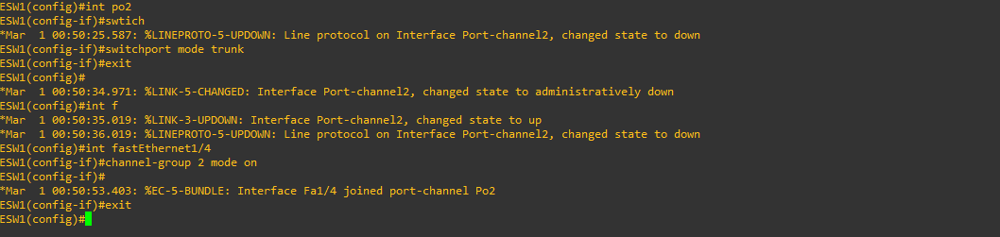 ESW1(config)#int po2
ESW1(config-if)#swtich
*Mar  1 00:50:25.587: %LINEPROTO-5-UPDOWN: Line protocol on Interface Port-channel2, changed state to down
ESW1(config-if)#switchport mode trunk
ESW1(config-if)#exit
ESW1(config)#
*Mar  1 00:50:34.971: %LINK-5-CHANGED: Interface Port-channel2, changed state to administratively down
ESW1(config)#int f
*Mar  1 00:50:35.019: %LINK-3-UPDOWN: Interface Port-channel2, changed state to up
*Mar  1 00:50:36.019: %LINEPROTO-5-UPDOWN: Line protocol on Interface Port-channel2, changed state to down
ESW1(config)#int fastEthernet1/4
ESW1(config-if)#channel-group 2 mode on
ESW1(config-if)#
*Mar  1 00:50:53.403: %EC-5-BUNDLE: Interface Fa1/4 joined port-channel Po2
ESW1(config-if)#exit
ESW1(config)#